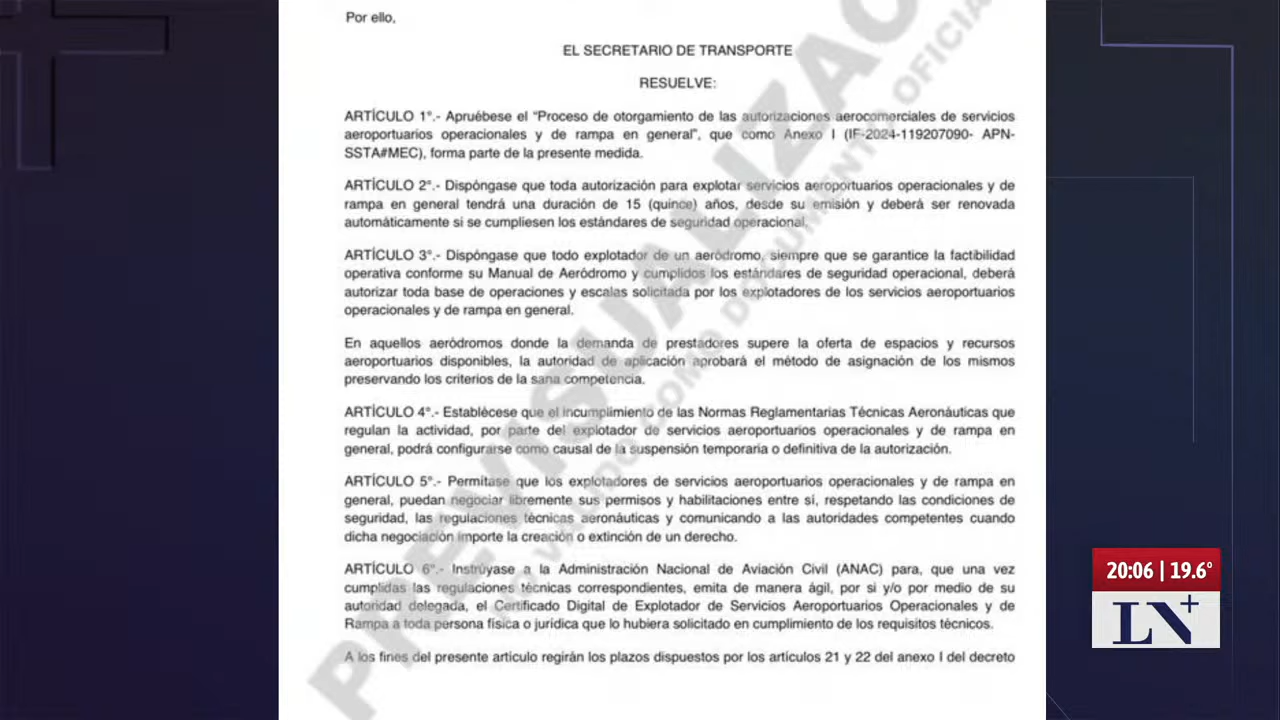 Por ello,
EL SECRETARIO DE TRANSPORTE
RESUELVE:
ARTÍCULO 1°.- Apruébese el "Proceso de otorgamiento de las autorizaciones aerocomerciales de servicios
aeroportuarios operacionales y de rampa en general", que como Anexo I (IF-2024-119207090- APN-
SSTA#MEC), forma parte de la presente medida.
ARTÍCULO 2°.- Dispóngase que toda autorización para explotar servicios aeroportuarios operacionales y de
rampa en general tendrá una duración de 15 (quince) años, desde su emisión y deberá ser renovada
automáticamente si se cumpliesen los estándares de seguridad operacional.
ARTÍCULO 3°.- Dispóngase que todo explotador de un aeródromo, siempre que se garantice la factibilidad
operativa conforme su Manual de Aeródromo y cumplidos los estándares de seguridad operacional, deberá
autorizar toda base de operaciones y escalas solicitada por los explotadores de los servicios aeroportuarios
operacionales y de rampa en general.
En aquellos aeródromos donde la demanda de prestadores supere la oferta de espacios y recursos
aeroportuarios disponibles, la autoridad de aplicación aprobará el método de asignación de los mismos
preservando los criterios de la sana competencia.
ARTÍCULO 4°.- Establécese que el incumplimiento de las Normas Reglamentarias Técnicas Aeronáuticas que
regulan la actividad, por parte del explotador de servicios aeroportuarios operacionales y de rampa en
general, podrá configurarse como causal de la suspensión temporaria o definitiva de la autorización.
ARTÍCULO 5°.- Permítase que los explotadores de servicios aeroportuarios operacionales y de rampa en
general, puedan negociar libremente sus permisos y habilitaciones entre sí, respetando las condiciones de
seguridad, las regulaciones técnicas aeronáuticas y comunicando a las autoridades competentes cuando
dicha negociación importe la creación o extinción de un derecho.
ARTÍCULO 6°.- Instrúyase a la Administración Nacional de Aviación Civil (ANAC) para, que una vez
cumplidas las regulaciones técnicas correspondientes, emita de manera ágil, por si y/o por medio de su
autoridad delegada, el Certificado Digital de Explotador de Servicios Aeroportuarios Operacionales y de
Rampa a toda persona física o jurídica que lo hubiera solicitado en cumplimiento de los requisitos técnicos.
A los fines del presente artículo regirán los plazos dispuestos por los artículos 21 y 22 del anexo I del decreto
PREVISUALIZAC
NO VALIDO COMO DOCUMENTO OFICIA
20:06 | 19.6°
LN+